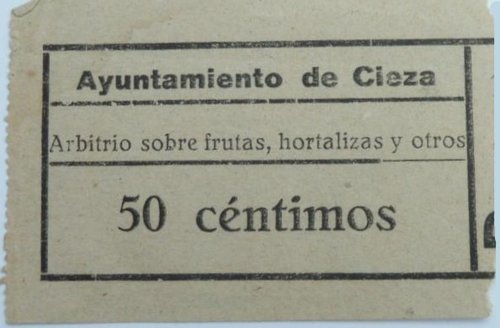 Ayuntamiento de Cieza
Arbitrio sobre frutas, hortalizas y otros
50 céntimos